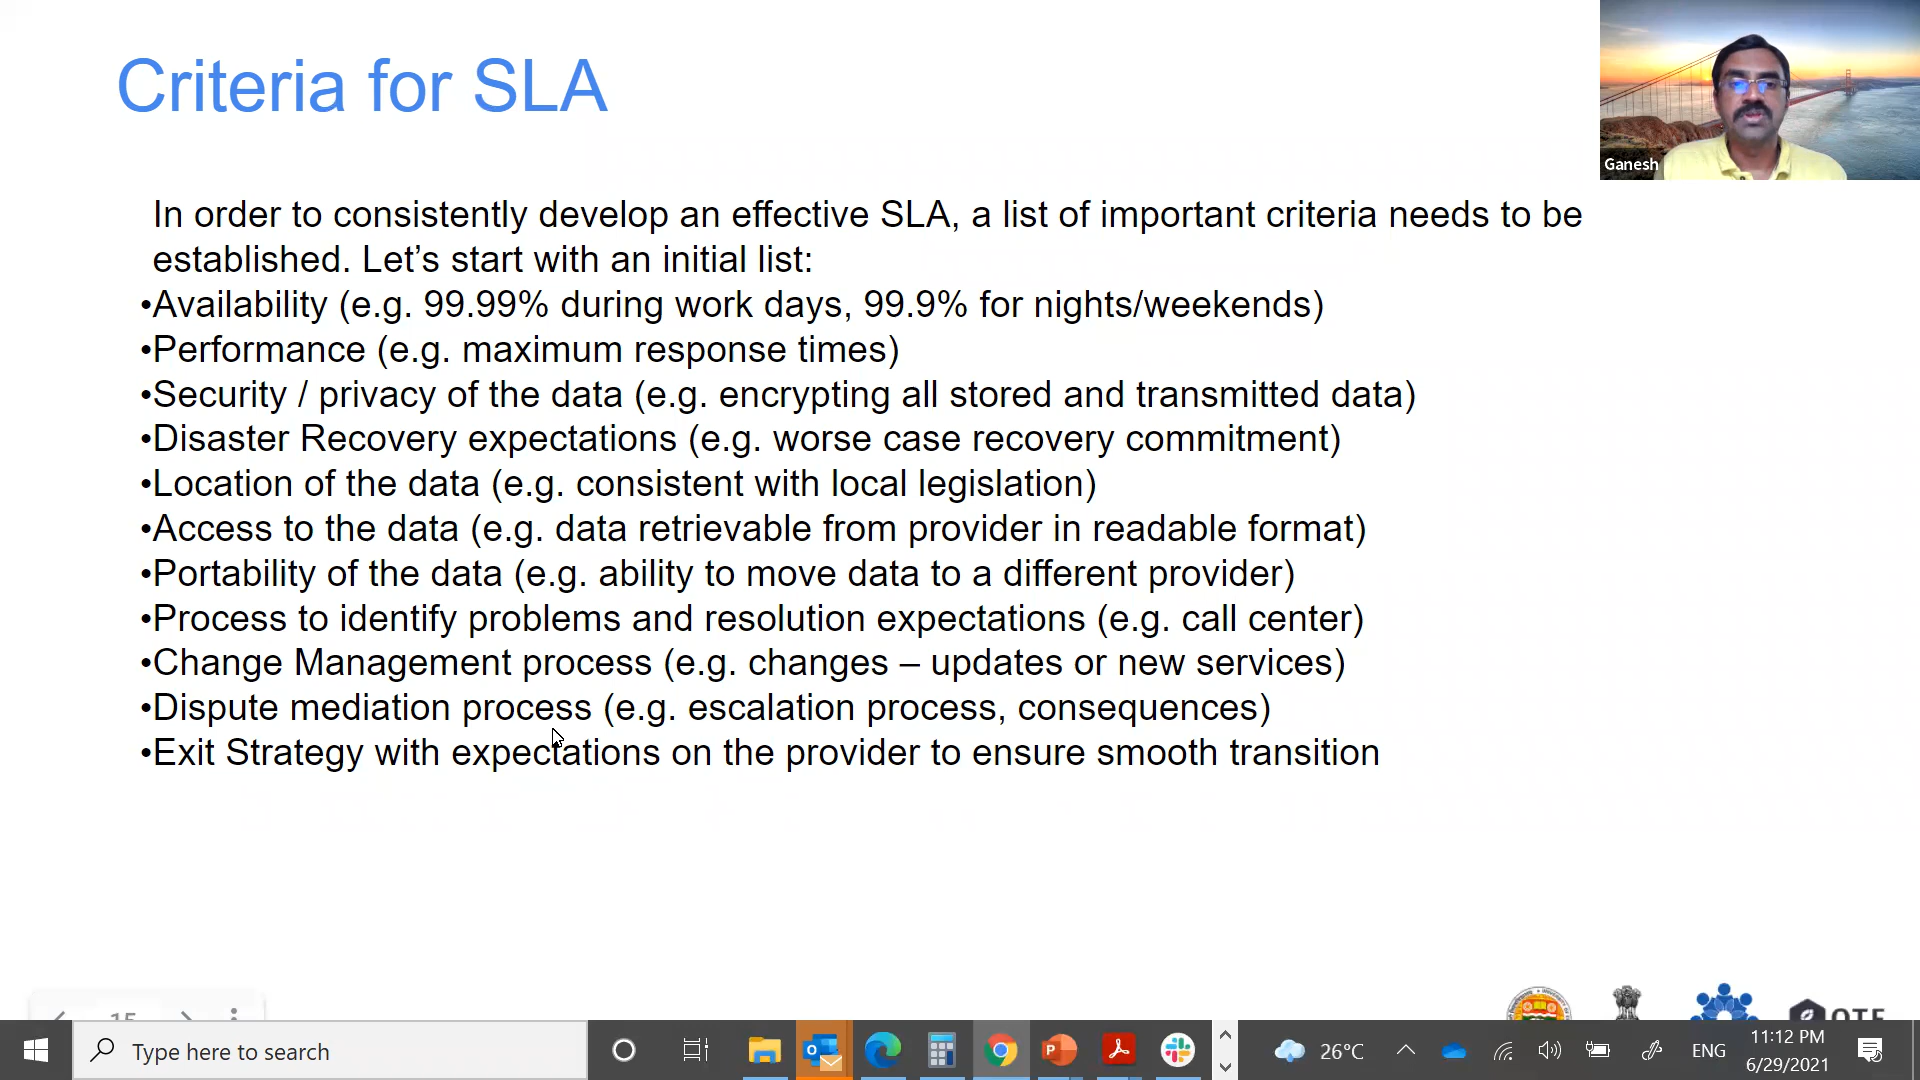 Criteria for SLA
Ganesh
In order to consistently develop an effective SLA, a list of important criteria needs to be
established. Let’s start with an initial list:
•Availability (e.g. 99.99% during work days, 99.9% for nights/weekends)
•Performance (e.g. maximum response times)
•Security / privacy of the data (e.g. encrypting all stored and transmitted data)
•Disaster Recovery expectations (e.g. worse case recovery commitment)
•Location of the data (e.g. consistent with local legislation)
•Access to the data (e.g. data retrievable from provider in readable format)
•Portability of the data (e.g. ability to move data to a different provider)
•Process to identify problems and resolution expectations (e.g. call center)
•Change Management process (e.g. changes – updates or new services)
•Dispute mediation process (e.g. escalation process, consequences)
•Exit Strategy with expectations on the provider to ensure smooth transition
15
Type here to search
26°C
ENG
11:12 PM
6/29/2021